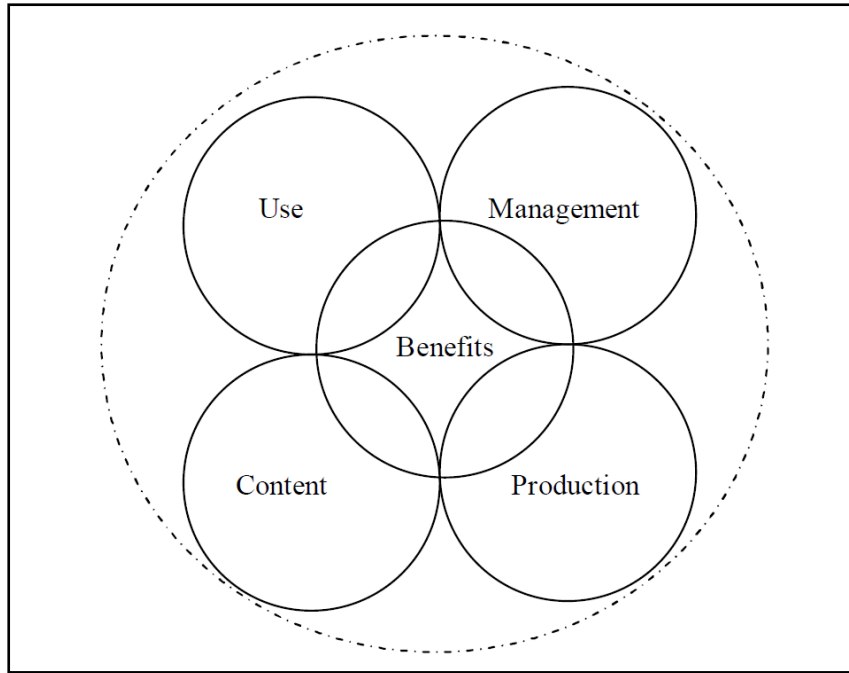 Use
Management
Benefits
Content
Production